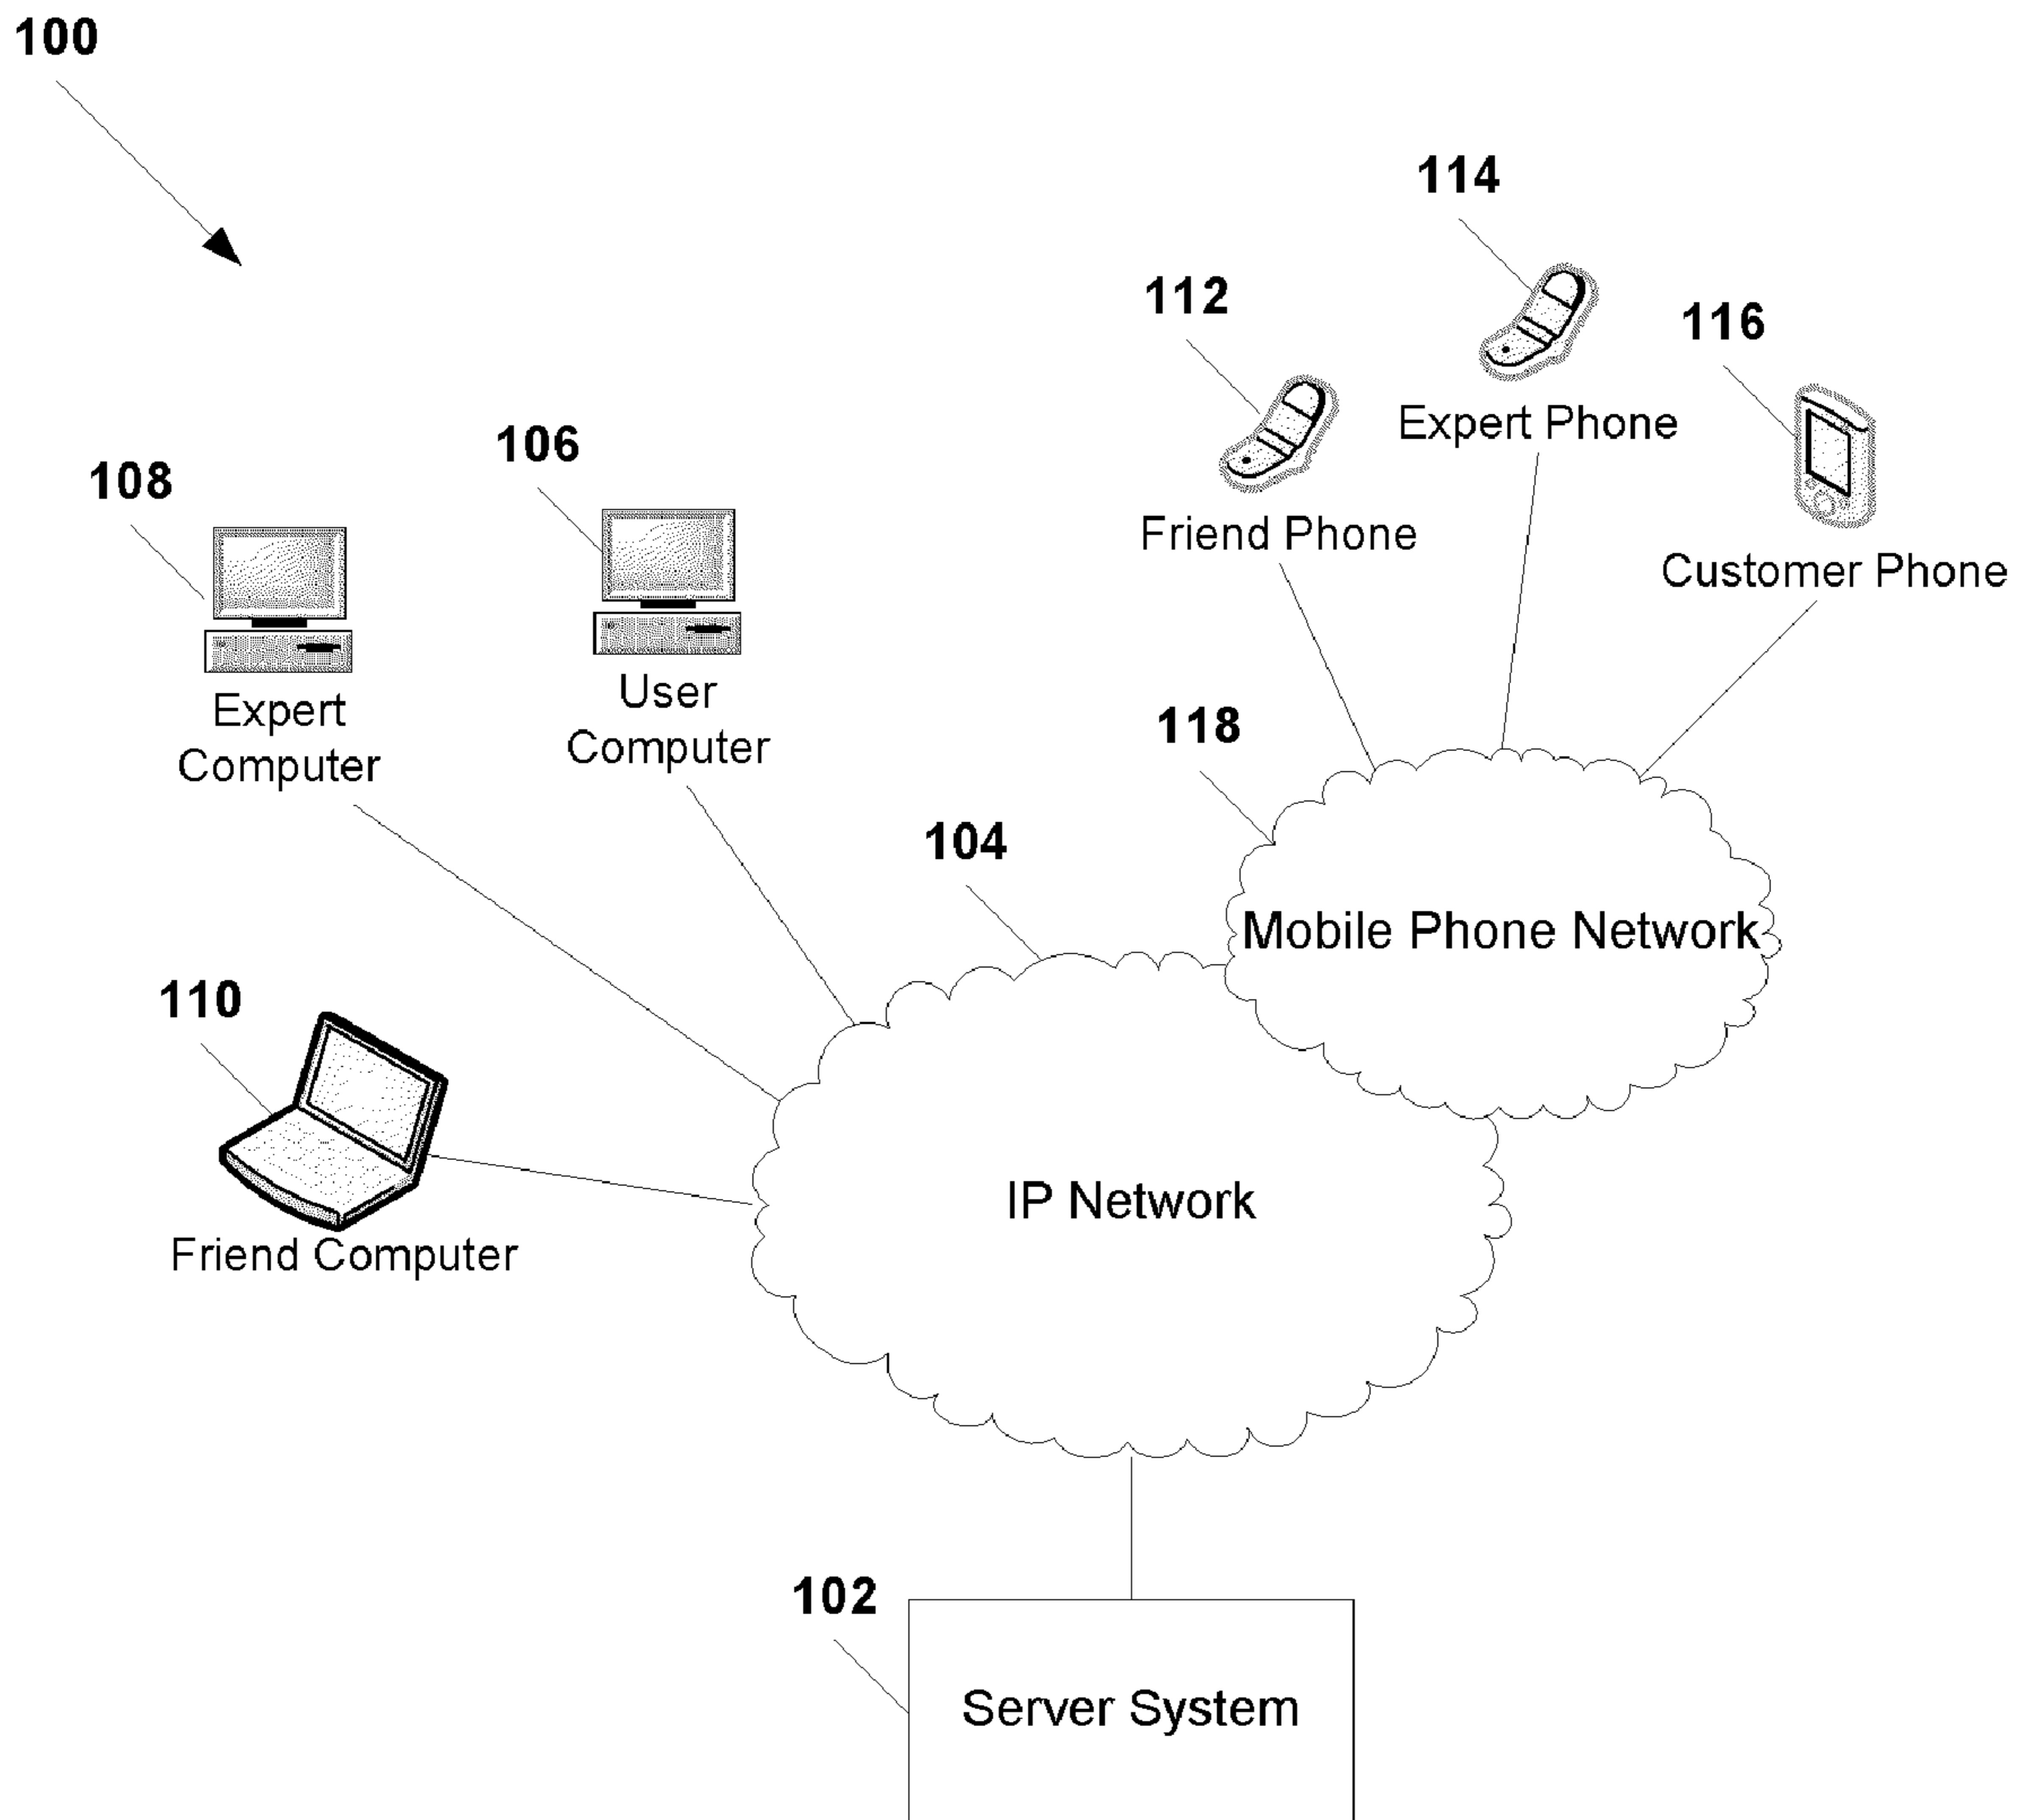 100
114
112
116
Expert Phone
106
108
Friend Phone
Customer Phone
User
Computer
Expert
Computer
118
104
Mobile Phone Network
110
IP Network
Friend Computer
102
Server System